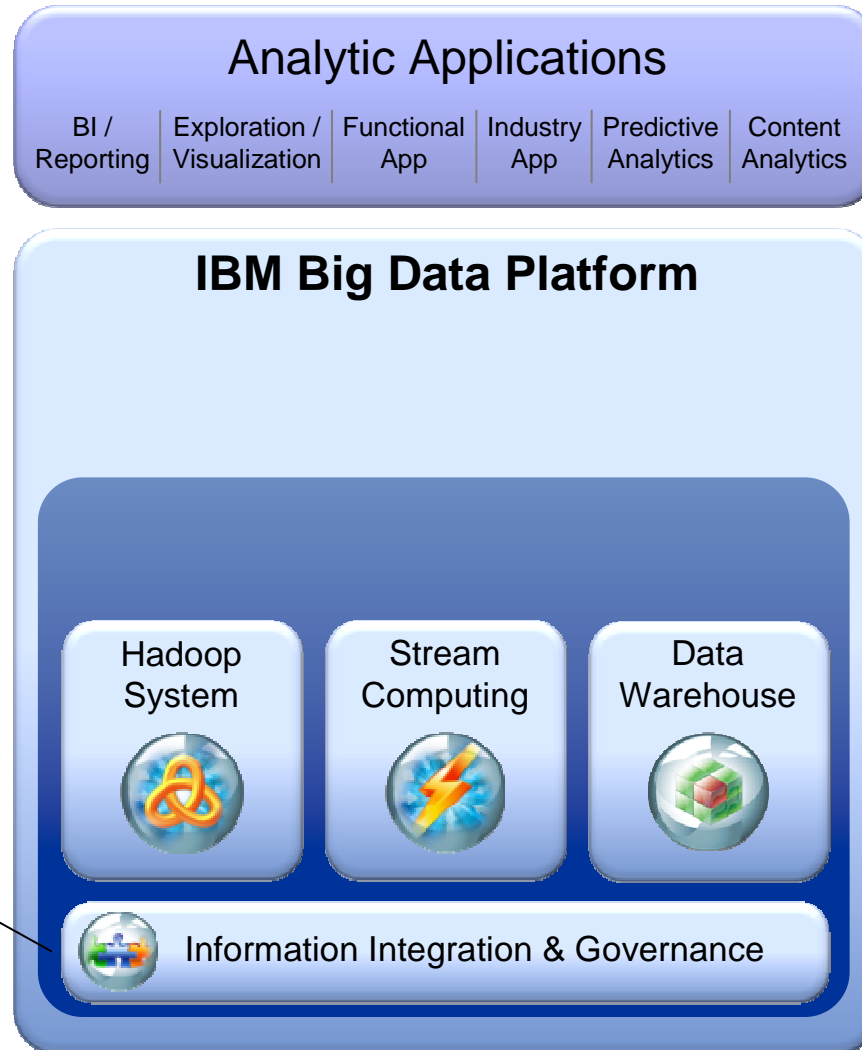 Analytic Applications
BI / Reporting
Exploration / Visualization
Functional App
Industry App
Predictive Analytics
Content Analytics
IBM Big Data Platform
Hadoop
System
Stream
Computing
Data
Warehouse
Information Integration & Governance